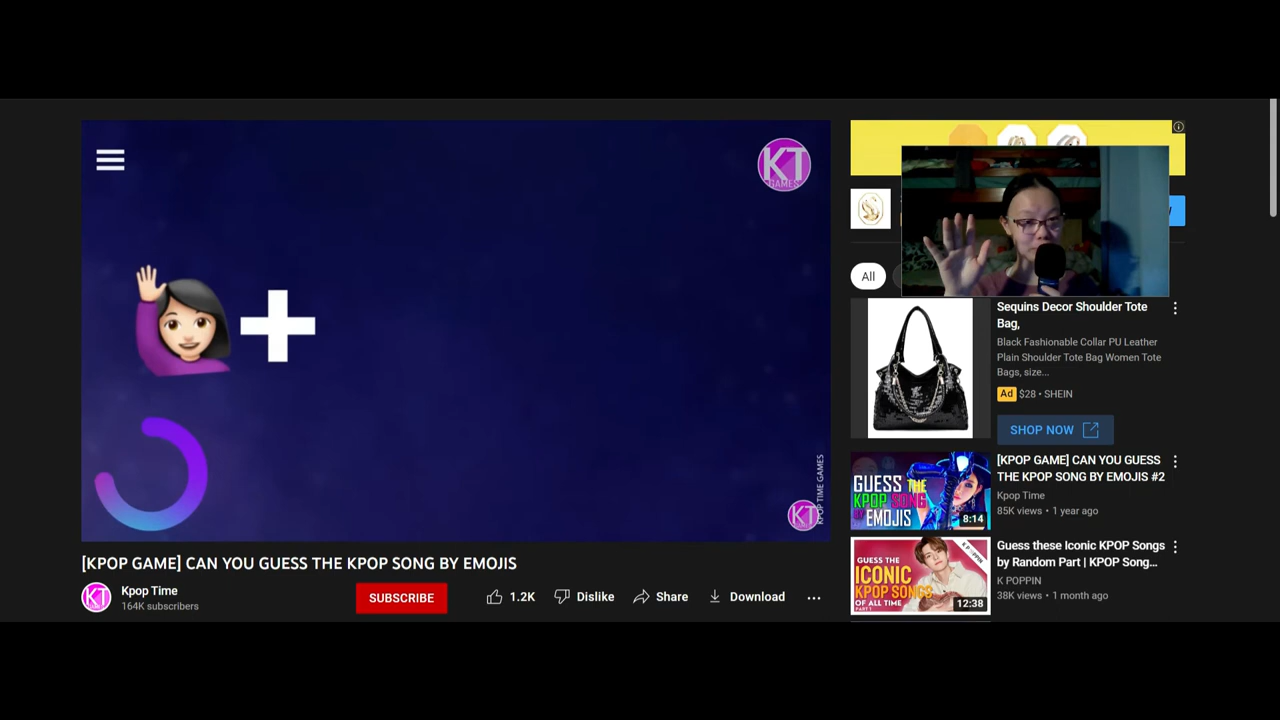 KT
GAMES
KT
KPOP TIME GAMES
[KPOP GAME] CAN YOU GUESS THE KPOP SONG BY EMOJIS
KT
Kpop Time
164K subscribers
SUBSCRIBE
1.2K
Dislike
Share
Download
All
Sequins Decor Shoulder Tote
Bag,
Black Fashionable Collar PU Leather
Plain Shoulder Tote Bag Women Tote
Bags, size...
Ad $28 • SHEIN
SHOP NOW
GUESS THE
KPOP SONG
BY EMOJIS
8:14
[KPOP GAME] CAN YOU GUESS
THE KPOP SONG BY EMOJIS #2
Kpop Time
85K views • 1 year ago
GUESS THE
ICONIC
KPOP SONGS
OF ALL TIME
PART 1
K POPPIN
12:38
Guess these Iconic KPOP Songs
by Random Part | KPOP Song...
K POPPIN
38K views • 1 month ago